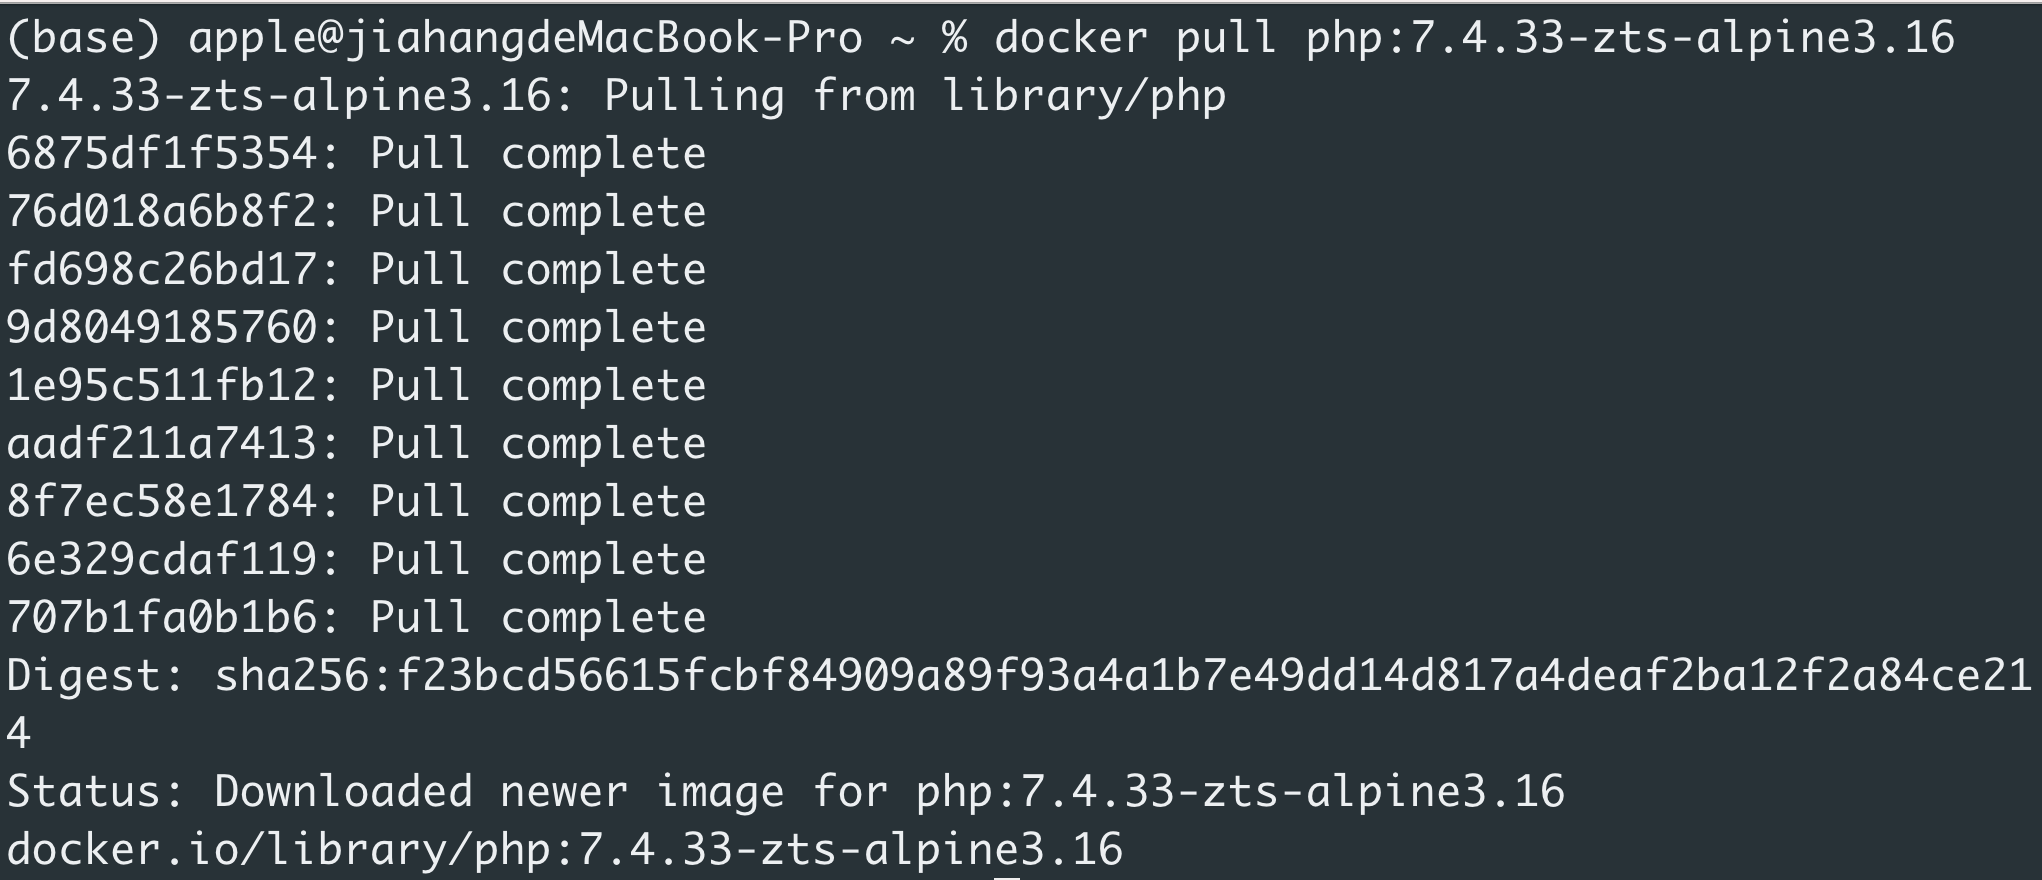 (base) apple@jiahangdeMacBook-Pro ~ % docker pull php:7.4.33-zts-alpine3.16
7.4.33-zts-alpine3.16: Pulling from library/php
6875df1f5354: Pull complete
76d018a6b8f2: Pull complete
fd698c26bd17: Pull complete
9d8049185760: Pull complete
1e95c511fb12: Pull complete
aadf211a7413: Pull complete
8f7ec58e1784: Pull complete
6e329cdaf119: Pull complete
707b1fa0b1b6: Pull complete
Digest: sha256:f23bcd56615fcbf84909a89f93a4a1b7e49dd14d817a4deaf2ba12f2a84ce21
4
Status: Downloaded newer image for php:7.4.33-zts-alpine3.16
docker.io/library/php:7.4.33-zts-alpine3.16